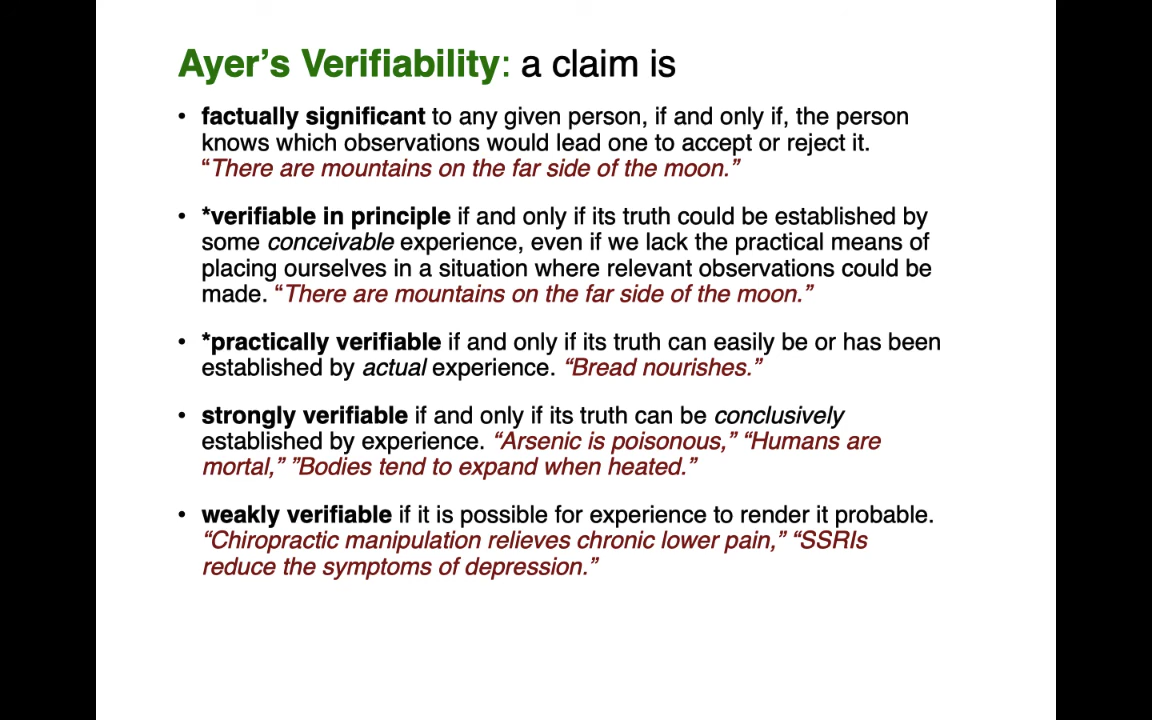 Ayer’s Verifiability: a claim is
• factually significant to any given person, if and only if, the person
knows which observations would lead one to accept or reject it.
“There are mountains on the far side of the moon.”
• *verifiable in principle if and only if its truth could be established by
some conceivable experience, even if we lack the practical means of
placing ourselves in a situation where relevant observations could be
made. “There are mountains on the far side of the moon.”
• *practically verifiable if and only if its truth can easily be or has been
established by actual experience. “Bread nourishes.”
• strongly verifiable if and only if its truth can be conclusively
established by experience. “Arsenic is poisonous,” “Humans are
mortal,” ”Bodies tend to expand when heated.”
• weakly verifiable if it is possible for experience to render it probable.
“Chiropractic manipulation relieves chronic lower pain,” “SSRIs
reduce the symptoms of depression.”